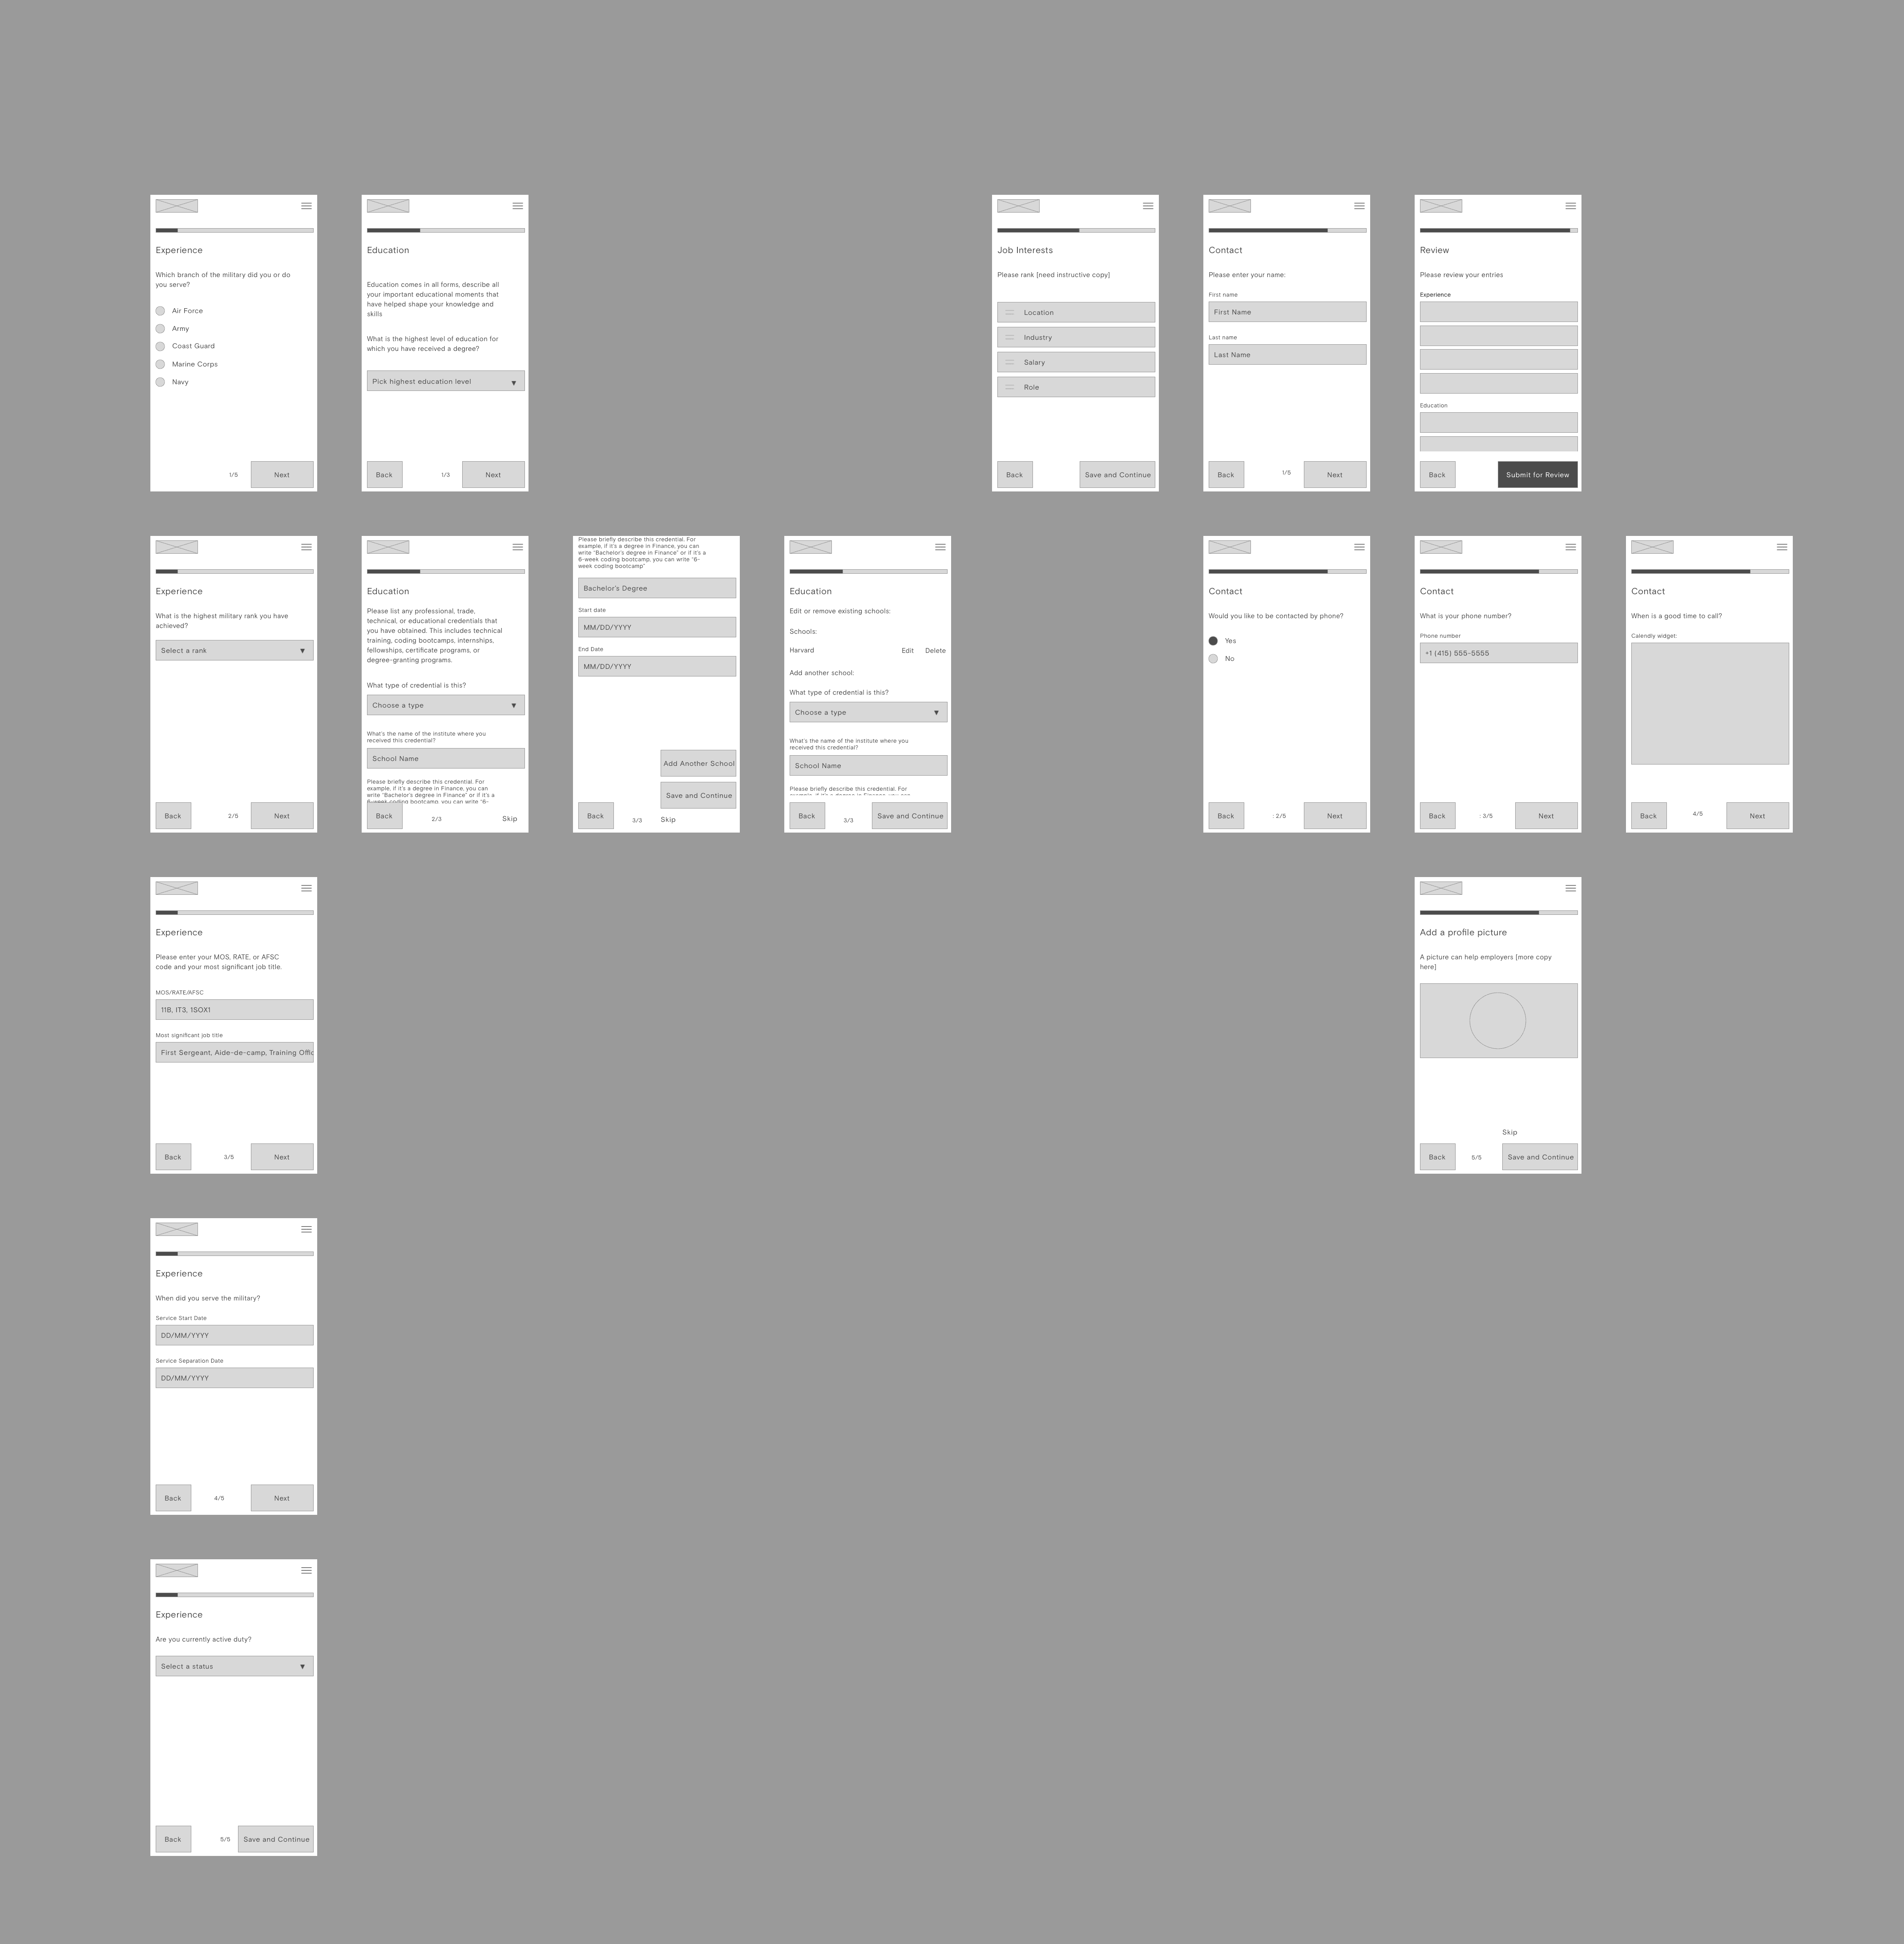 Experience
Which branch of the military did you or do
you serve?
Air Force
Army
Coast Guard
Marine Corps
Navy
1/5
Next
Education
Education comes in all forms, describe all
your important educational moments that
have helped shape your knowledge and
skills
What is the highest level of education for
which you have received a degree?
Pick highest education level
Back
1/3
Next
Job Interests
Please rank [need instructive copy]
Location
Industry
Salary
Role
Back
Save and Continue
Contact
Please enter your name:
First name
First Name
Last name
Last Name
Back
1/5
Next
Review
Please review your entries
Experience
Education
Back
Submit for Review
Experience
What is the highest military rank you have
achieved?
Select a rank
Back
2/5
Next
Education
Please list any professional, trade,
technical, or educational credentials that
you have obtained. This includes technical
training, coding bootcamps, internships,
fellowships, certificate programs, or
degree-granting programs.
What type of credential is this?
Choose a type
What's the name of the institute where you
received this credential?
School Name
Please briefly describe this credential. For
example, if it's a degree in Finance, you can
write "Bachelor's degree in Finance" or if it's a
6-week coding bootcamp, you can write "6-
Back
2/3
Skip
Please briefly describe this credential. For
example, if it's a degree in Finance, you can
write "Bachelor's degree in Finance" or if it's a
6-week coding bootcamp, you can write "6-
week coding bootcamp"
Bachelor's Degree
Start date
MM/DD/YYYY
End Date
MM/DD/YYYY
Add Another School
Save and Continue
Back
3/3
Skip
Education
Edit or remove existing schools:
Schools:
Harvard
Edit
Delete
Add another school:
What type of credential is this?
Choose a type
What's the name of the institute where you
received this credential?
School Name
Please briefly describe this credential. For
Back
3/3
Save and Continue
Contact
Would you like to be contacted by phone?
Yes
No
Back
: 2/5
Next
Contact
What is your phone number?
Phone number
+1 (415) 555-5555
Back
: 3/5
Next
Contact
When is a good time to call?
Calendly widget:
Back
4/5
Next
Experience
Please enter your MOS, RATE, or AFSC
code and your most significant job title.
MOS/RATE/AFSC
11B, IT3, 1SOX1
Most significant job title
First Sergeant, Aide-de-camp, Training Offic
Back
3/5
Next
Add a profile picture
A picture can help employers [more copy
here]
Skip
Back
5/5
Save and Continue
Experience
When did you serve the military?
Service Start Date
DD/MM/YYYY
Service Separation Date
DD/MM/YYYY
Back
4/5
Next
Experience
Are you currently active duty?
Select a status
Back
5/5
Save and Continue